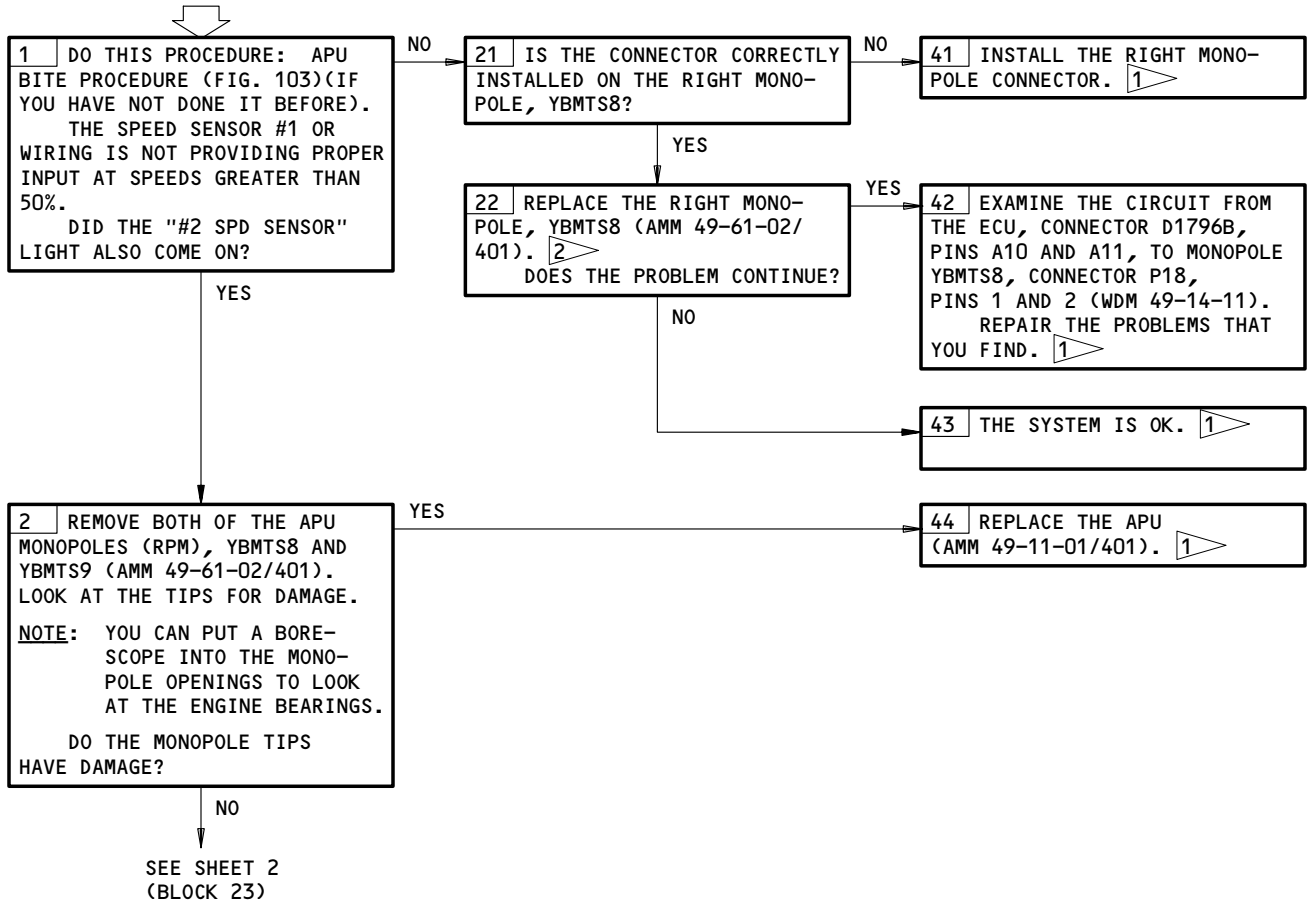 1 DO THIS PROCEDURE: APU
BITE PROCEDURE (FIG. 103)(IF
YOU HAVE NOT DONE IT BEFORE).
THE SPEED SENSOR #1 OR
WIRING IS NOT PROVIDING PROPER
INPUT AT SPEEDS GREATER THAN
50%.
DID THE "#2 SPD SENSOR"
LIGHT ALSO COME ON?
NO
21 IS THE CONNECTOR CORRECTLY
INSTALLED ON THE RIGHT MONO-
POLE, YBMTS8?
NO
41 INSTALL THE RIGHT MONO-
POLE CONNECTOR. 1
YES
22 REPLACE THE RIGHT MONO-
POLE, YBMTS8 (AMM 49-61-02/
401). 2
DOES THE PROBLEM CONTINUE?
YES
42 EXAMINE THE CIRCUIT FROM
THE ECU, CONNECTOR D1796B,
PINS A10 AND A11, TO MONOPOLE
YBMTS8, CONNECTOR P18,
PINS 1 AND 2 (WDM 49-14-11).
REPAIR THE PROBLEMS THAT
YOU FIND. 1
NO
43 THE SYSTEM IS OK. 1
YES
2 REMOVE BOTH OF THE APU
MONOPOLES (RPM), YBMTS8 AND
YBMTS9 (AMM 49-61-02/401).
LOOK AT THE TIPS FOR DAMAGE.
NOTE: YOU CAN PUT A BORE-
SCOPE INTO THE MONO-
POLE OPENINGS TO LOOK
AT THE ENGINE BEARINGS.
DO THE MONOPOLE TIPS
HAVE DAMAGE?
YES
44 REPLACE THE APU
(AMM 49-11-01/401). 1
NO
SEE SHEET 2
(BLOCK 23)